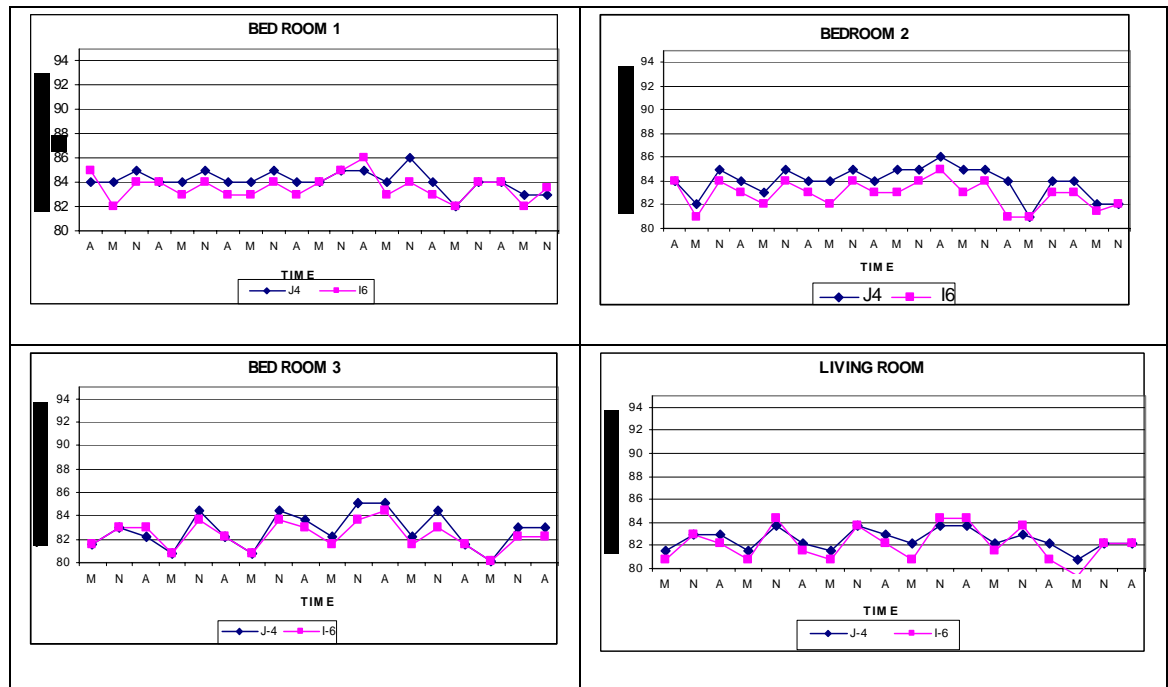 BED ROOM 1
94
92
90
88
86
84
82
80
A M N A M N A M N A M N A M N A M N A M N
TIME
J4 I6
BEDROOM 2
94
92
90
88
86
84
82
80
A M N A M N A M N A M N A M N A M N A M N
TIME
J4 I6
BED ROOM 3
94
92
90
88
86
84
82
80
M N A M N A M N A M N A M N A M N A
TIME
J-4 I-6
LIVING ROOM
94
92
90
88
86
84
82
80
M N A M N A M N A M N A M N A M N A
TIME
J-4 I-6